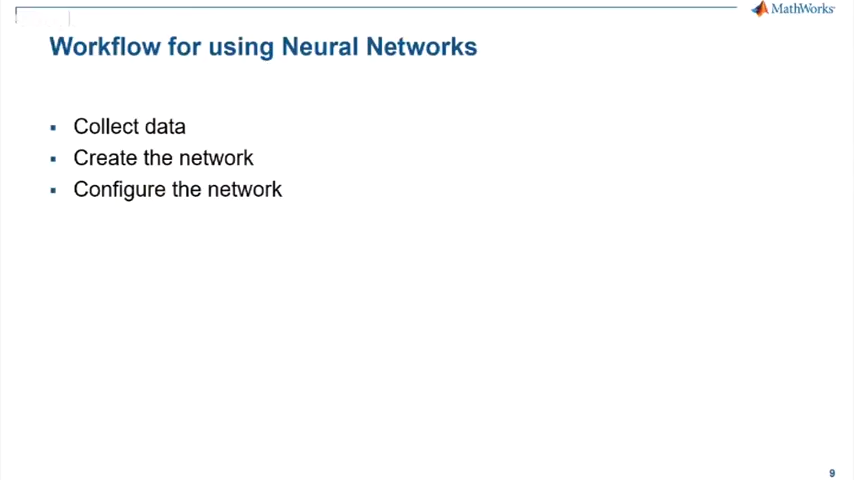 MathWorks
Workflow for using Neural Networks
▪ Collect data
▪ Create the network
▪ Configure the network
9